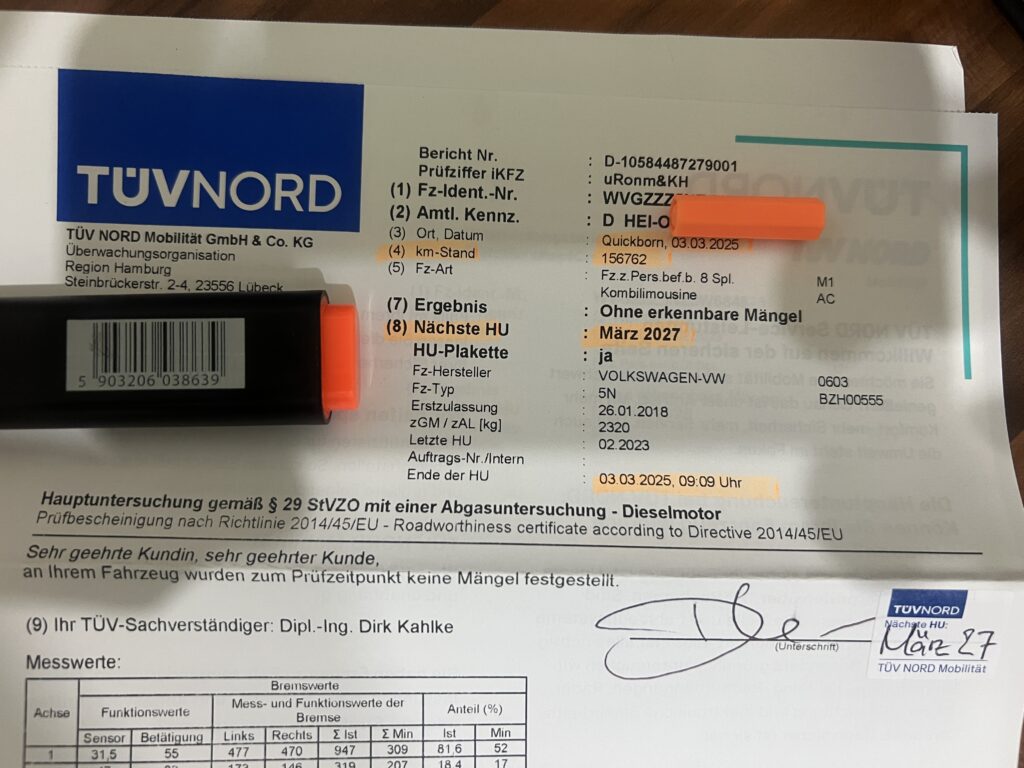 TÜVNORD
TÜV NORD Mobilität GmbH & Co. KG
Überwachungsorganisation
Region Hamburg
Steinbrückerstr. 2-4, 23556 Lübeck
Bericht Nr. : D-10584487279001
Prüfziffer iKFZ : uRonm&KH
(1) Fz-Ident.-Nr. : WVGZZZ
(2) Amtl. Kennz. : D HEI-O
(3) Ort, Datum : Quickborn, 03.03.2025
(4) km-Stand : 156762
(5) Fz-Art : Fz.z.Pers.bef.b. 8 Spl. M1
Kombilimousine AC
(7) Ergebnis : Ohne erkennbare Mängel
(8) Nächste HU : März 2027
HU-Plakette : ja
Fz-Hersteller : VOLKSWAGEN-VW 0603
Fz-Typ : 5N BZH00555
Erstzulassung : 26.01.2018
zGM / zAL [kg] : 2320
Letzte HU : 02.2023
Auftrags-Nr./Intern :
Ende der HU : 03.03.2025, 09:09 Uhr
5 903206 038639
Hauptuntersuchung gemäß § 29 StVZO mit einer Abgasuntersuchung - Dieselmotor
Prüfbescheinigung nach Richtlinie 2014/45/EU - Roadworthiness certificate according to Directive 2014/45/EU
Sehr geehrte Kundin, sehr geehrter Kunde,
an Ihrem Fahrzeug wurden zum Prüfzeitpunkt keine Mängel festgestellt.
(9) Ihr TÜV-Sachverständiger: Dipl.-Ing. Dirk Kahlke
(Unterschrift)
TÜVNORD
Nächste HU:
März 27
TÜV NORD Mobilität
Messwerte:
Achse Bremswerte
Funktionswerte Mess- und Funktionswerte der Bremse Anteil (%)
Sensor Betätigung Links Rechts Σ Ist Σ Min Ist Min
1 31,5 55 477 470 947 309 81,6 52
173 146 319 207 18,4 17